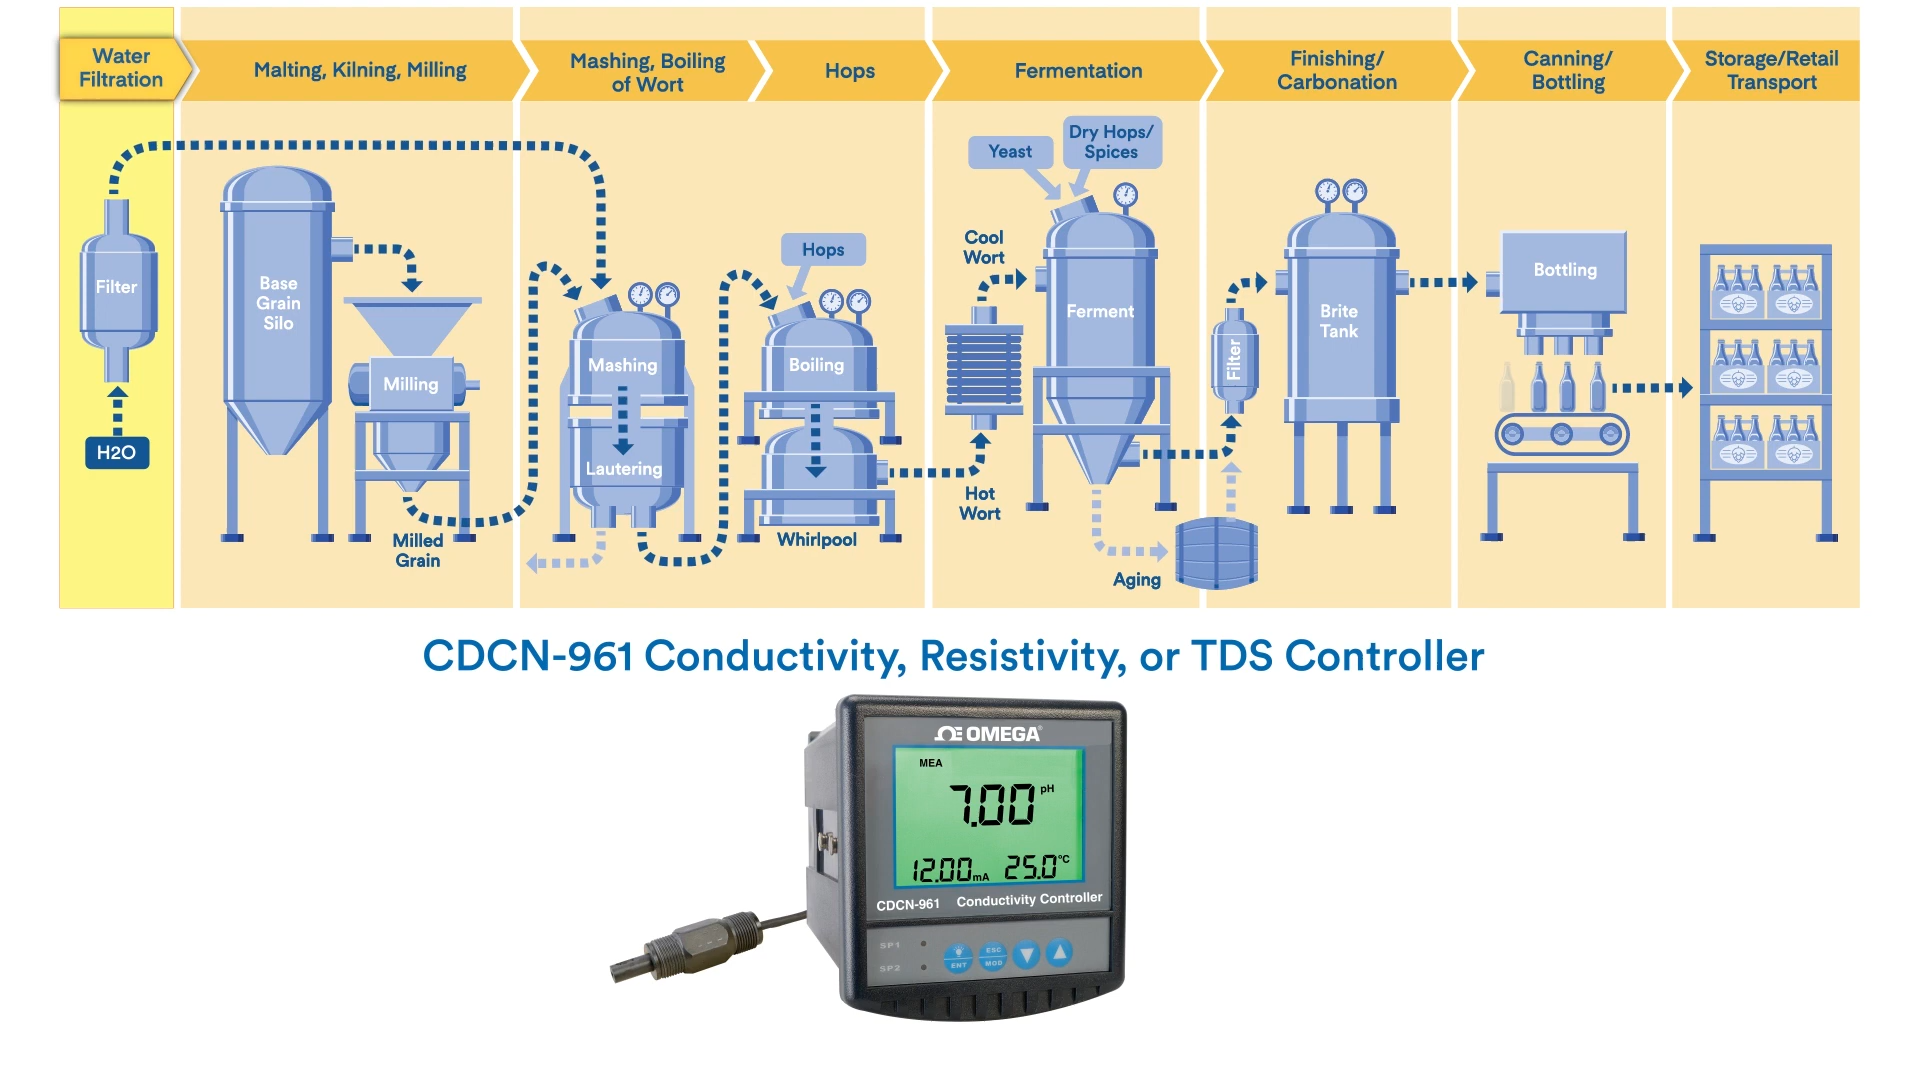 Water
Filtration
Malting, Kilning, Milling
Mashing, Boiling
of Wort
Hops
Fermentation
Finishing/
Carbonation
Canning/
Bottling
Storage/Retail
Transport
Filter
H2O
Base
Grain
Silo
Milling
Milled
Grain
Mashing
Lautering
Hops
Boiling
Whirlpool
Cool
Wort
Hot
Wort
Yeast
Dry Hops/
Spices
Ferment
Aging
Filter
Brite
Tank
Bottling
CDCN-961 Conductivity, Resistivity, or TDS Controller
OMEGA
MEA
7.00 pH
12.00 mA 25.0 °C
CDCN-961 Conductivity Controller
SP1
SP2
ENT
ESC
MOD